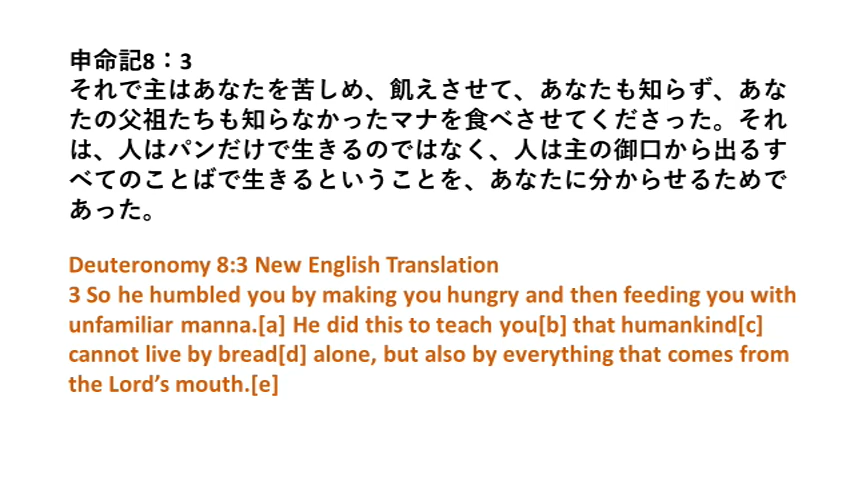 申命記8：3
それで主はあなたを苦しめ、飢えさせて、あなたも知らず、あな
たの父祖たちも知らなかったマナを食べさせてくださった。それ
は、人はパンだけで生きるのではなく、人は主の御口から出るす
べてのことばで生きるということを、あなたに分からせるためで
あった。
Deuteronomy 8:3 New English Translation
3 So he humbled you by making you hungry and then feeding you with
unfamiliar manna.[a] He did this to teach you[b] that humankind[c]
cannot live by bread[d] alone, but also by everything that comes from
the Lord’s mouth.[e]